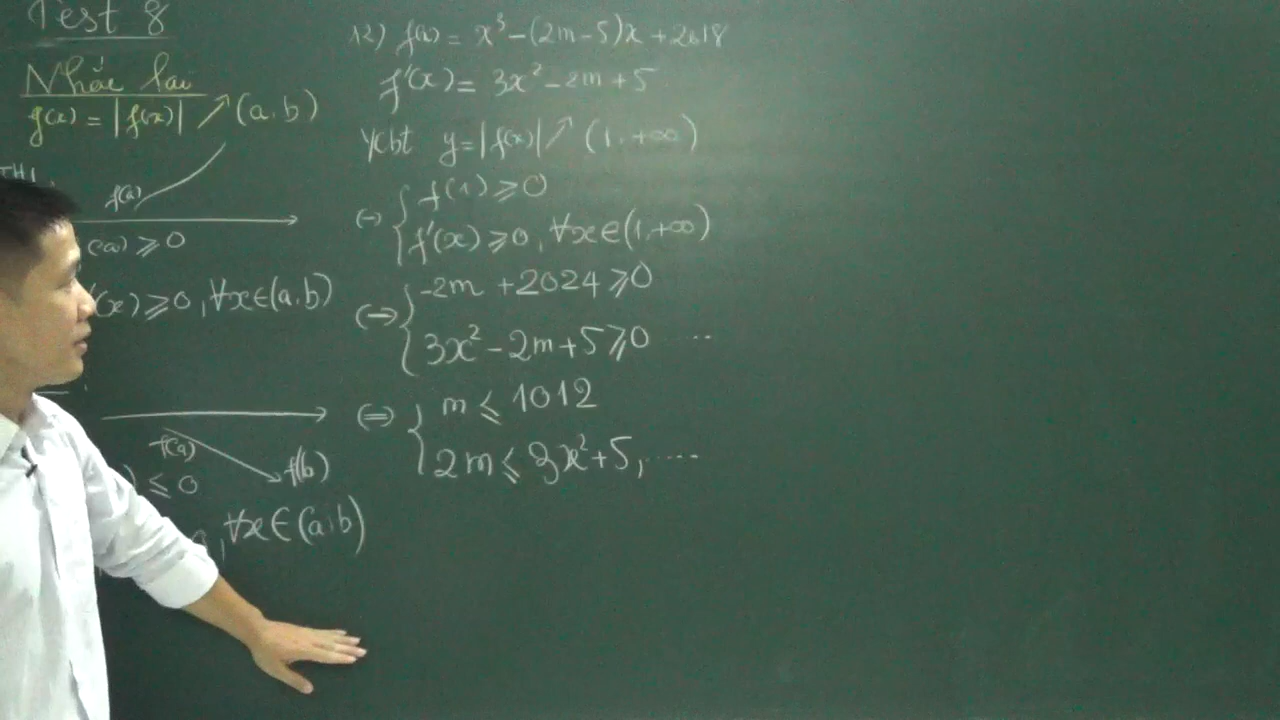 Test 8
Nhắc lại
g(x) = |f(x)| ↗ (a.b)
TH1:
f(a)
(a) ⩾ 0
'(x) ⩾ 0, ∀x∈(a.b)
f(a)
f(b)
) ⩽ 0
, ∀x∈(a.b)
12) f(x) = x³ − (2m − 5)x + 2018
f'(x) = 3x² − 2m + 5
ycbt y = |f(x)| ↗ (1.+∞)
(=) { f(1) ⩾ 0
f'(x) ⩾ 0, ∀x∈(1.+∞)
(=) { -2m + 2024 ⩾ 0
3x² − 2m + 5 ⩾ 0 ....
(=) { m ⩽ 1012
2m ⩽ 3x² + 5, .....